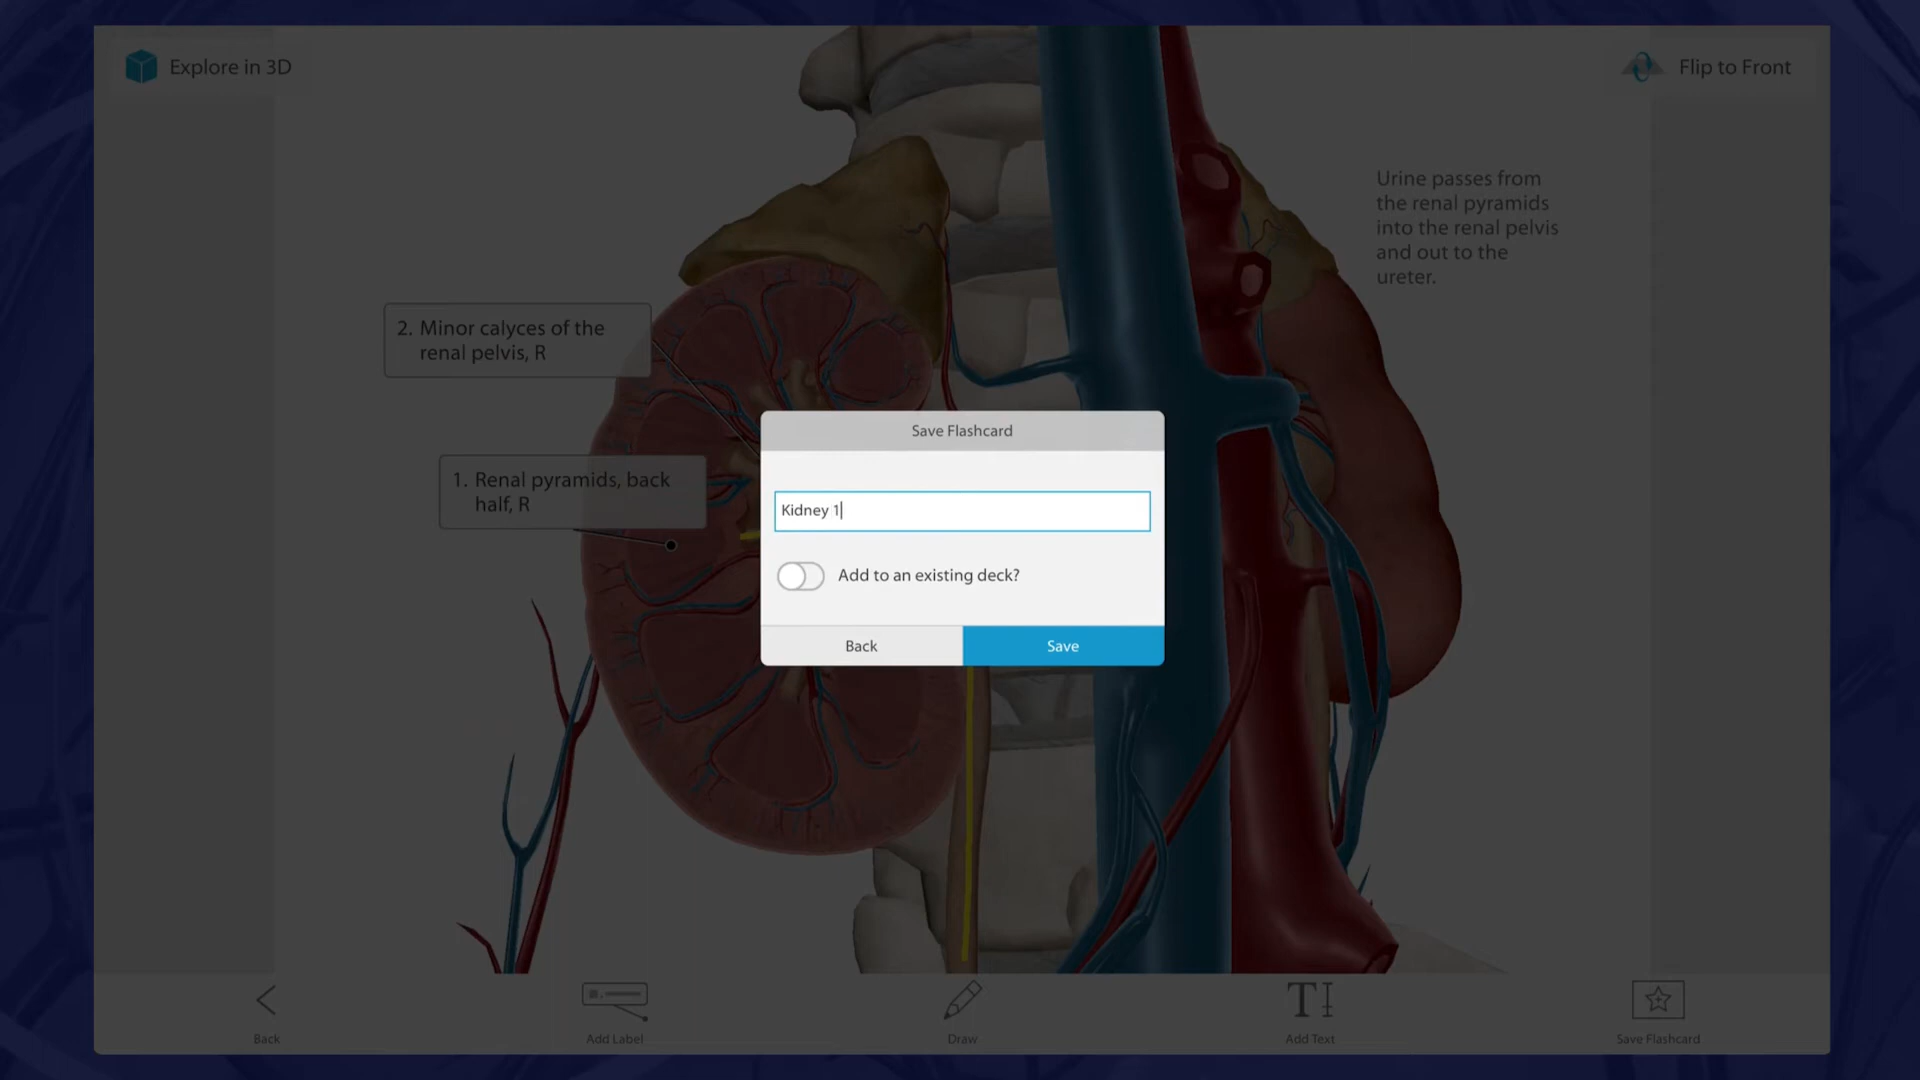 Explore in 3D
Flip to Front
Urine passes from
the renal pyramids
into the renal pelvis
and out to the
ureter.
2. Minor calyces of the
renal pelvis, R
1. Renal pyramids, back
half, R
Save Flashcard
Kidney 1
Add to an existing deck?
Back
Save
Back
Add Label
Draw
Add Text
Save Flashcard